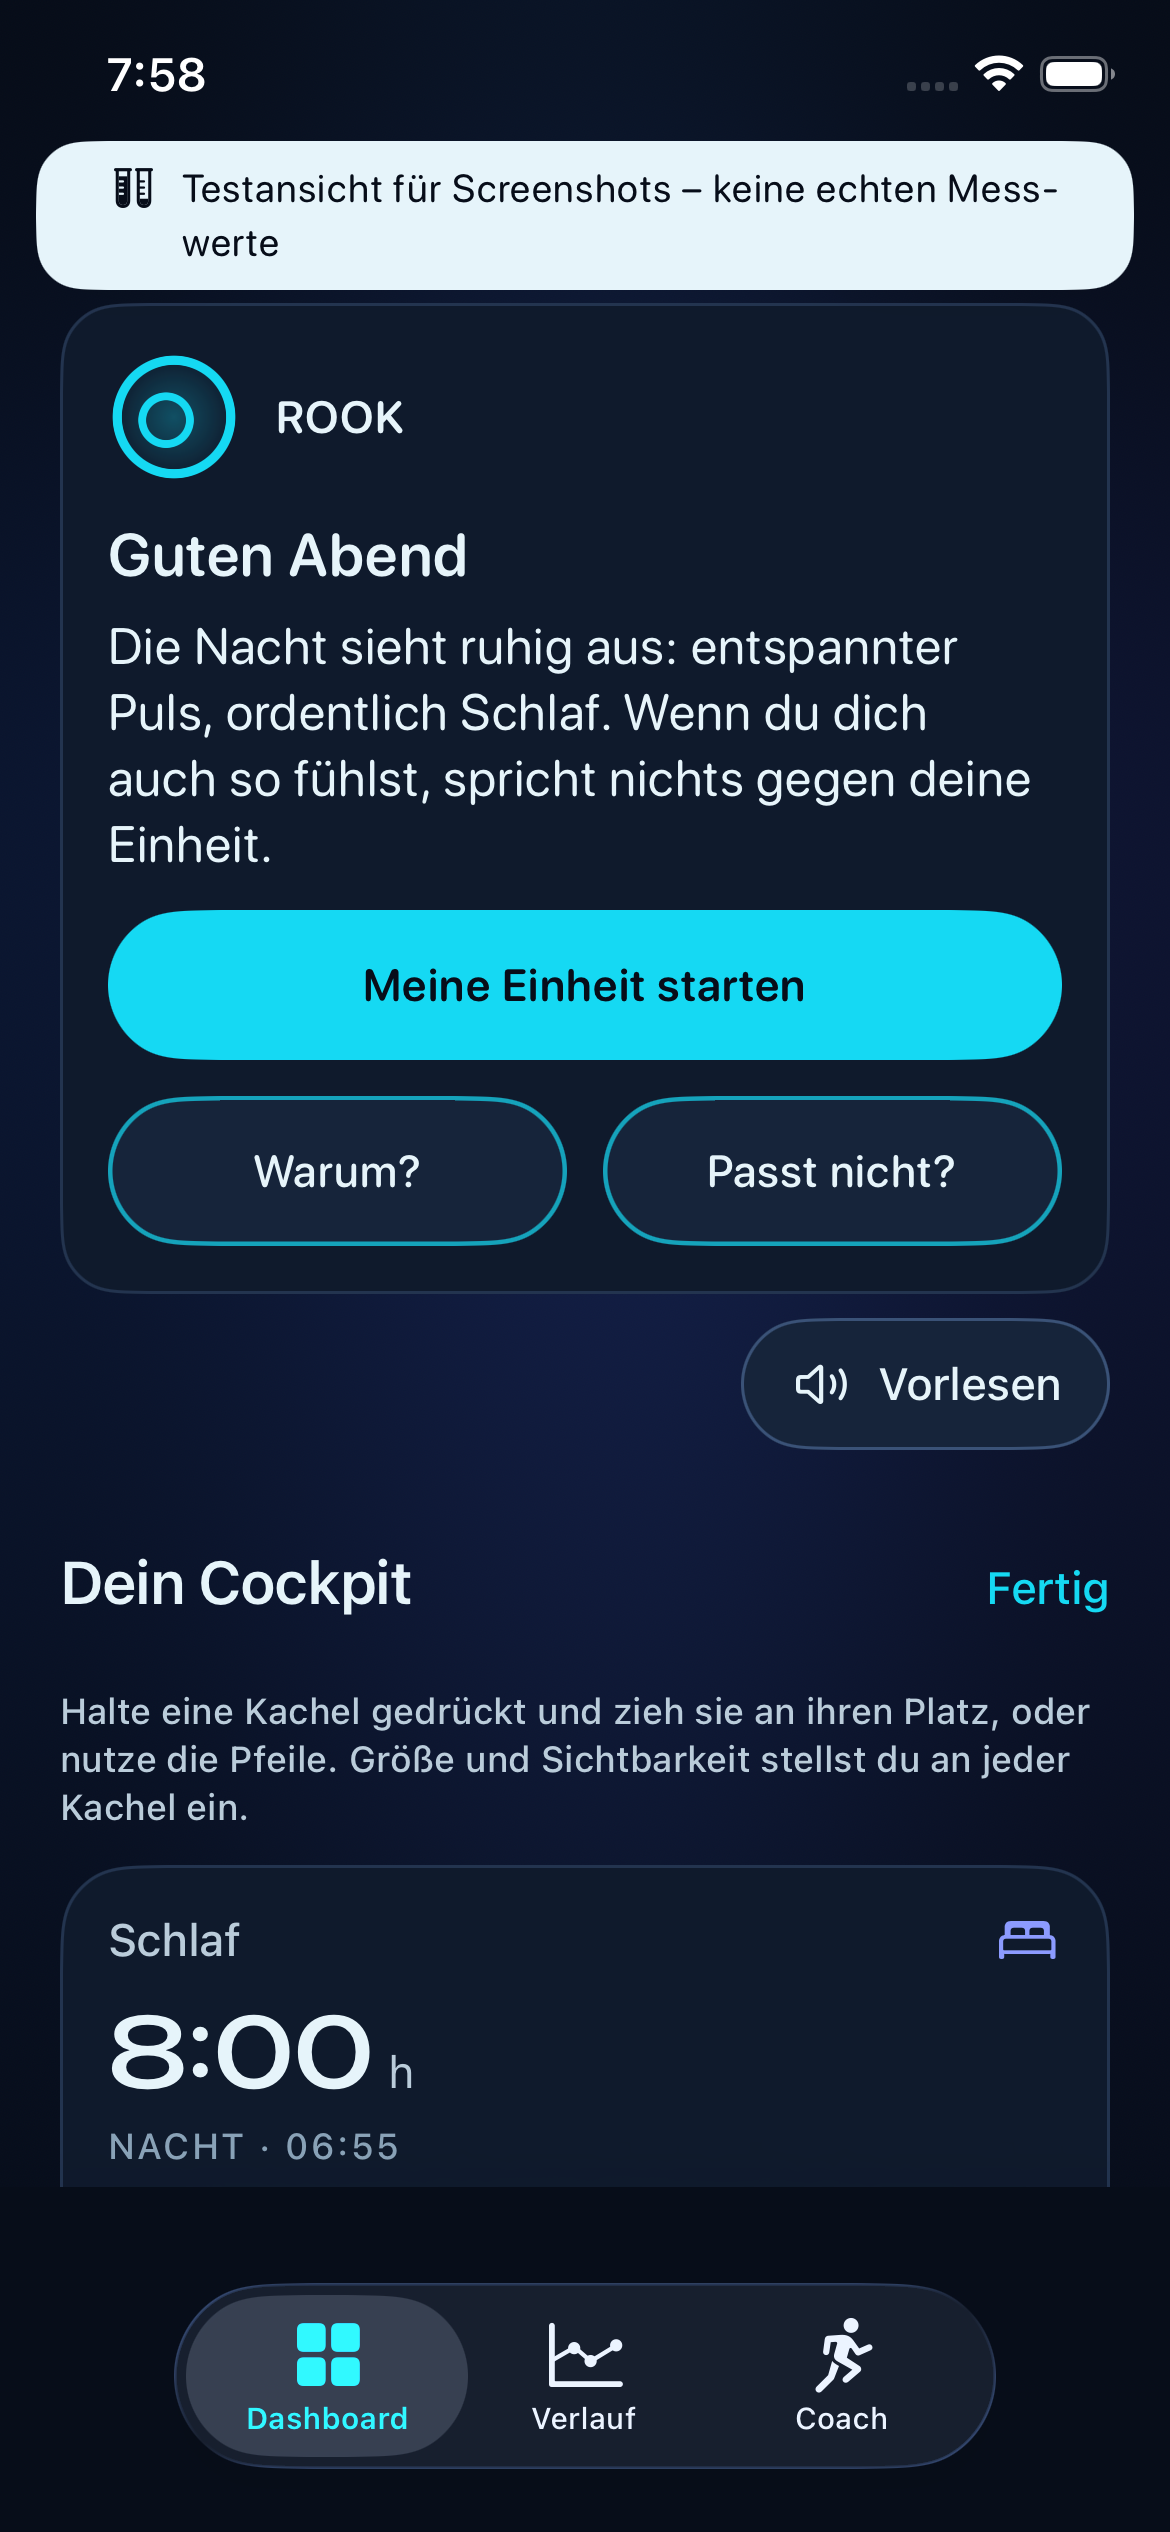 7:58
Testansicht für Screenshots – keine echten Mess-
werte
ROOK
Guten Abend
Die Nacht sieht ruhig aus: entspannter
Puls, ordentlich Schlaf. Wenn du dich
auch so fühlst, spricht nichts gegen deine
Einheit.
Meine Einheit starten
Warum?
Passt nicht?
Vorlesen
Dein Cockpit
Fertig
Halte eine Kachel gedrückt und zieh sie an ihren Platz, oder
nutze die Pfeile. Größe und Sichtbarkeit stellst du an jeder
Kachel ein.
Schlaf
8:00 h
NACHT · 06:55
Dashboard
Verlauf
Coach